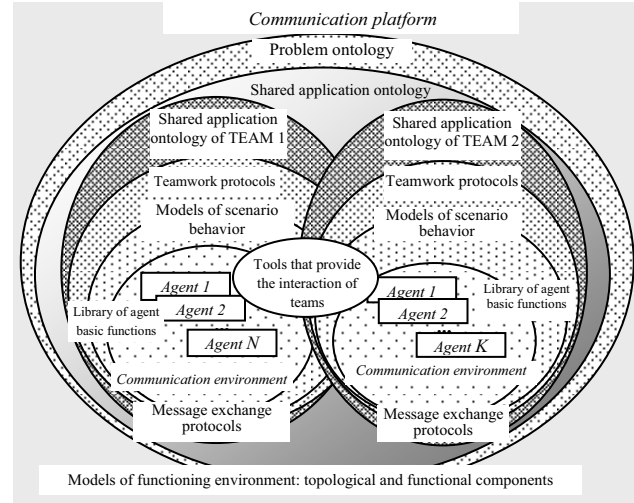 Communication platform
Problem ontology
Shared application ontology
Shared application
ontology of TEAM 1
Shared application
ontology of TEAM 2
Teamwork protocols
Teamwork protocols
Models of scenario
behavior
Models of scenario
behavior
Tools that provide
the interaction of
teams
Agent 1
Agent 2
...
Agent N
Library of agent
basic functions
Agent 1
Agent 2
...
Agent K
Library of agent
basic functions
Communication environment
Communication environment
Message exchange
protocols
Message exchange
protocols
Models of functioning environment: topological and functional components